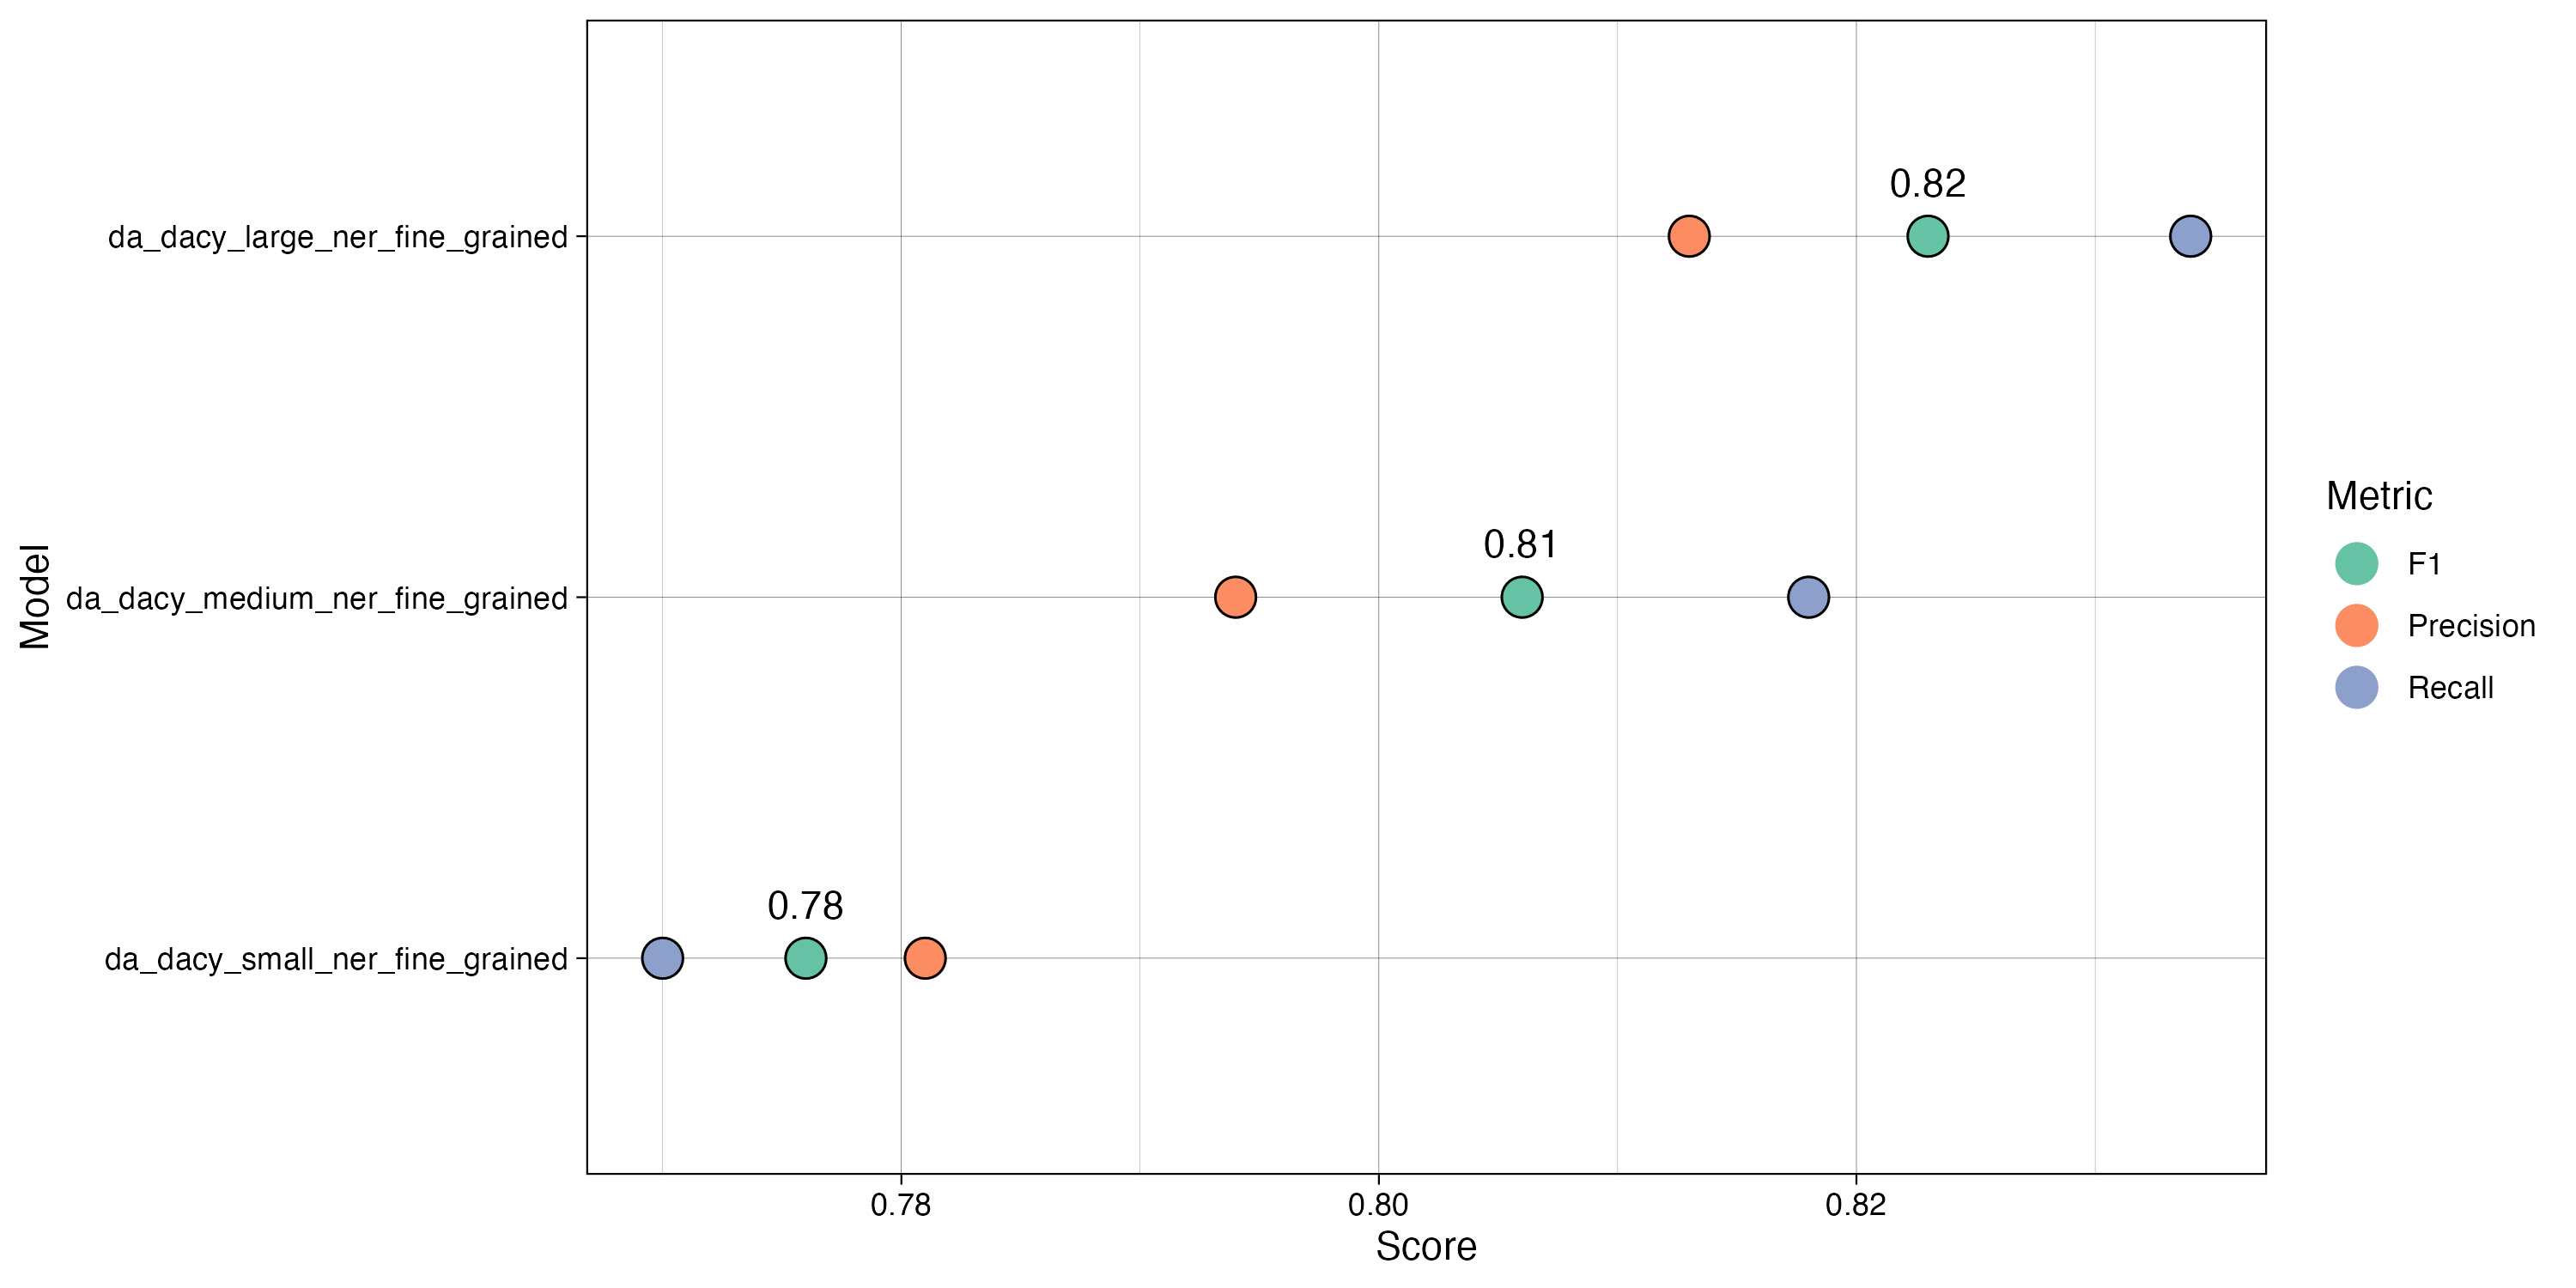 Model
da_dacy_large_ner_fine_grained
da_dacy_medium_ner_fine_grained
da_dacy_small_ner_fine_grained
0.82
0.81
0.78
0.78
0.80
0.82
Score
Metric
F1
Precision
Recall